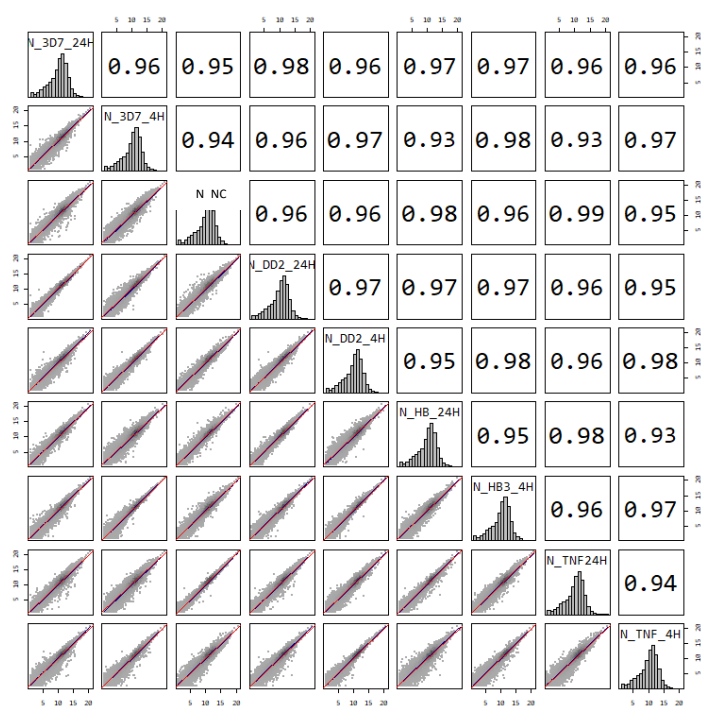 5 10 15 20 5 10 15 20 5 10 15 20 5 10 15 20
N_3D7_24H 0.96 0.95 0.98 0.96 0.97 0.97 0.96 0.96 5 10 15 20
5 10 15 20 N_3D7_4H 0.94 0.96 0.97 0.93 0.98 0.93 0.97
N NC 0.96 0.96 0.98 0.96 0.99 0.95 5 10 15 20
5 10 15 20 N_DD2_24H 0.97 0.97 0.97 0.96 0.95
N_DD2_4H 0.95 0.98 0.96 0.98 5 10 15 20
5 10 15 20 N_HB_24H 0.95 0.98 0.93
N_HB3_4H 0.96 0.97 5 10 15 20
5 10 15 20 N_TNF24H 0.94
N_TNF_4H 5 10 15 20
5 10 15 20 5 10 15 20 5 10 15 20 5 10 15 20 5 10 15 20